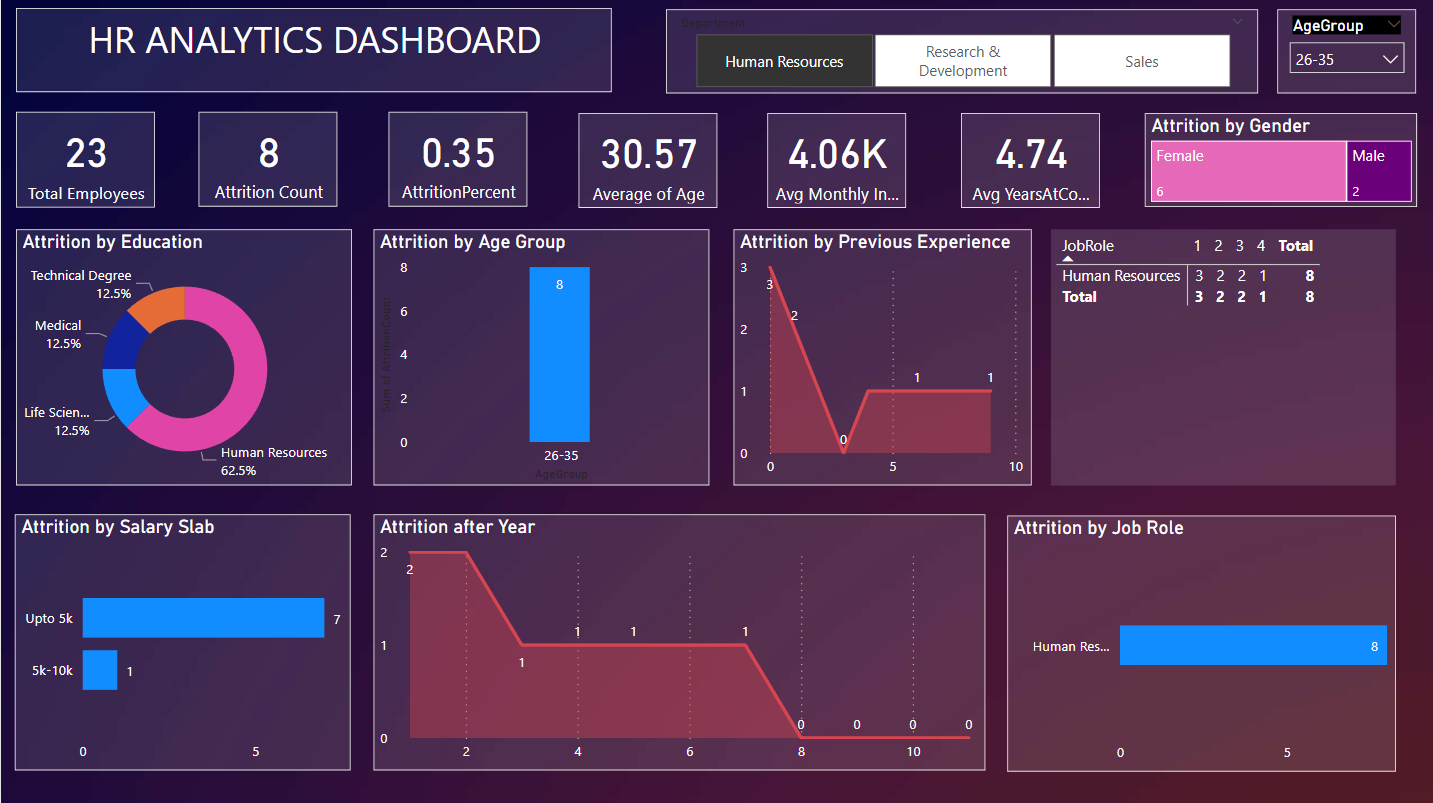 HR ANALYTICS DASHBOARD
Department
Human Resources
Research &
Development
Sales
AgeGroup
26-35
23
Total Employees
8
Attrition Count
0.35
AttritionPercent
30.57
Average of Age
4.06K
Avg Monthly In...
4.74
Avg YearsAtCo...
Attrition by Gender
Female
6
Male
2
Attrition by Education
Technical Degree
12.5%
Medical
12.5%
Life Scien...
12.5%
Human Resources
62.5%
Attrition by Age Group
Sum of AttritionCount
8
6
4
2
0
8
26-35
AgeGroup
Attrition by Previous Experience
3
2
1
0
3
2
0
1
1
0 5 10
JobRole 1 2 3 4 Total
Human Resources 3 2 2 1 8
Total 3 2 2 1 8
Attrition by Salary Slab
Upto 5k 7
5k-10k 1
0 5
Attrition after Year
2
1
0
2
1
1
1
1
0
0
0
0
2 4 6 8 10
Attrition by Job Role
Human Res... 8
0 5